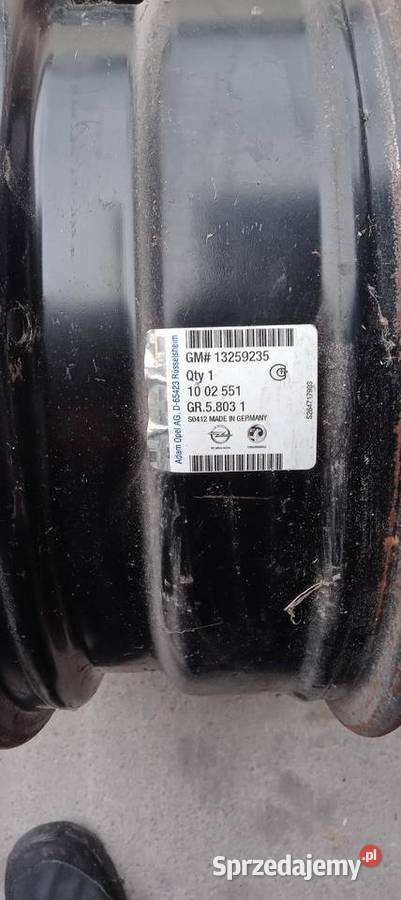 GM# 13259235
Qty 1
10 02 551
GR.5.803 1
S0412 MADE IN GERMANY
Adam Opel AG, D-65423 Rüsselsheim
S264717903
Sprzedajemy.pl